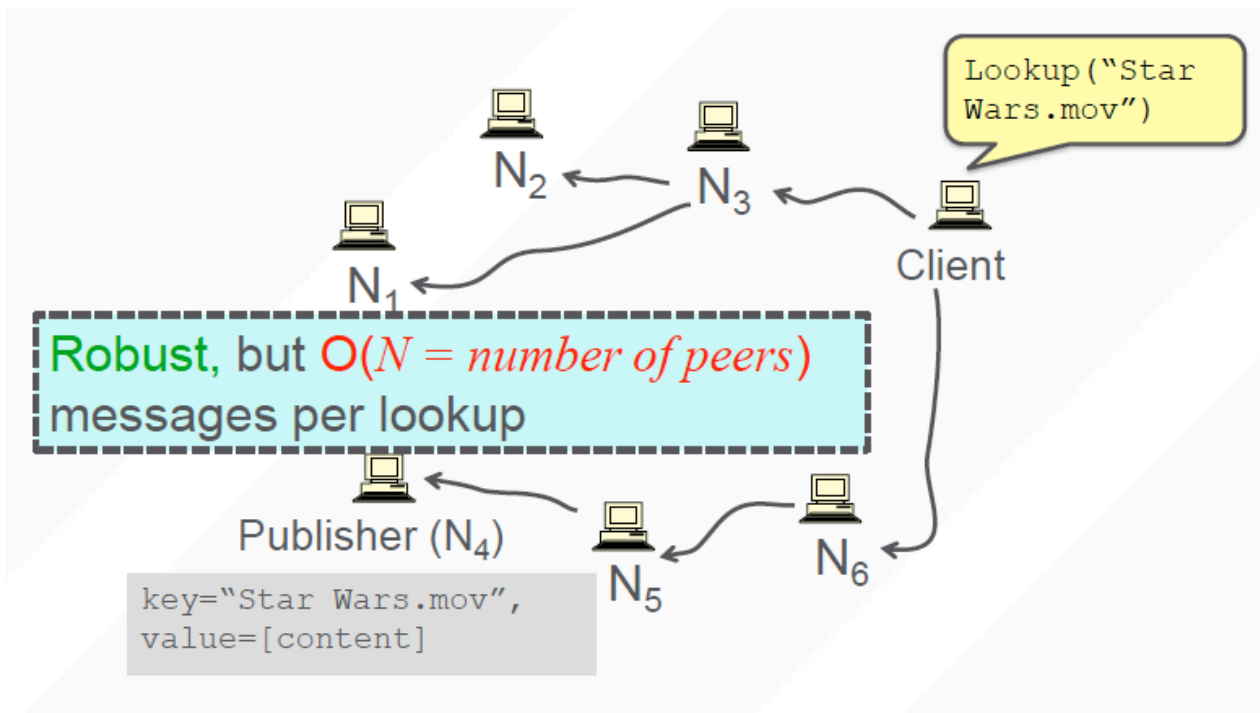 Lookup(“Star
Wars.mov”)
N2
N3
Client
N1
Robust, but O(N = number of peers)
messages per lookup
Publisher (N4)
N5
N6
key=“Star Wars.mov”,
value=[content]